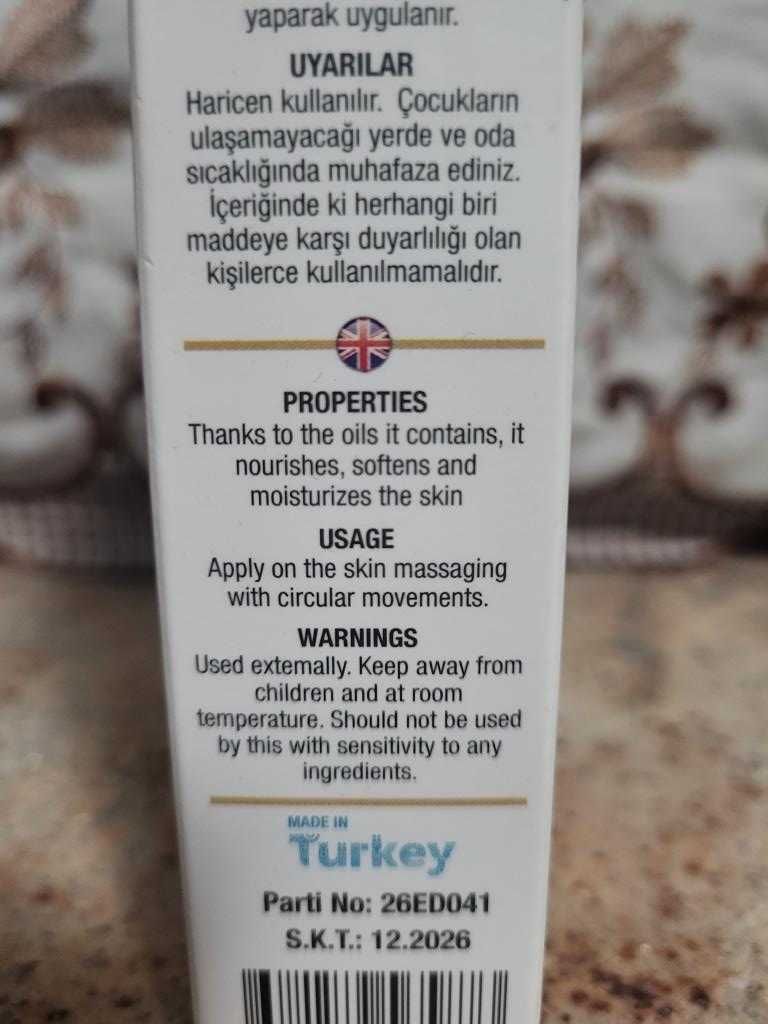 yaparak uygulanır.
UYARILAR
Haricen kullanılır. Çocukların
ulaşamayacağı yerde ve oda
sıcaklığında muhafaza ediniz.
İçeriğinde ki herhangi biri
maddeye karşı duyarlılığı olan
kişilerce kullanılmamalıdır.
PROPERTIES
Thanks to the oils it contains, it
nourishes, softens and
moisturizes the skin
USAGE
Apply on the skin massaging
with circular movements.
WARNINGS
Used extemally. Keep away from
children and at room
temperature. Should not be used
by this with sensitivity to any
ingredients.
MADE IN
Turkey
Parti No: 26ED041
S.K.T.: 12.2026